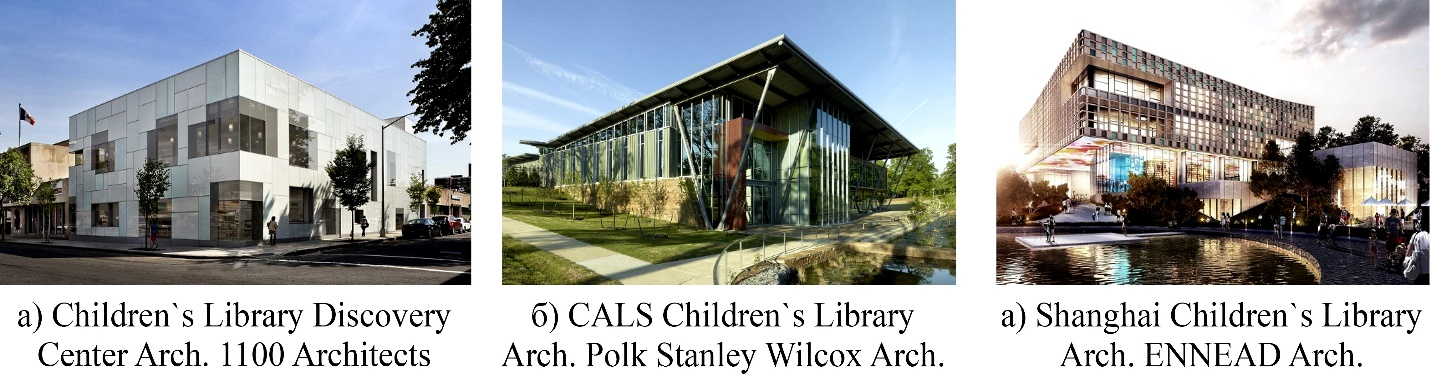 а) Children`s Library Discovery
Center Arch. 1100 Architects
б) CALS Children`s Library
Arch. Polk Stanley Wilcox Arch.
а) Shanghai Children`s Library
Arch. ENNEAD Arch.